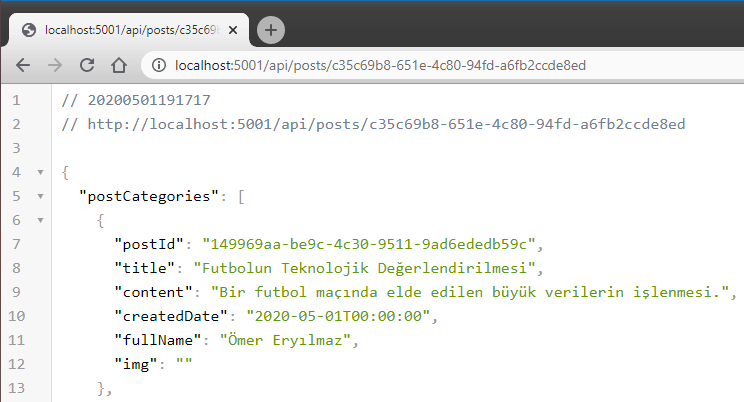 localhost:5001/api/posts/c35c69b
localhost:5001/api/posts/c35c69b8-651e-4c80-94fd-a6fb2ccde8ed
1 // 20200501191717
2 // http://localhost:5001/api/posts/c35c69b8-651e-4c80-94fd-a6fb2ccde8ed
3
4 {
5 "postCategories": [
6 {
7 "postId": "149969aa-be9c-4c30-9511-9ad6ededb59c",
8 "title": "Futbolun Teknolojik Değerlendirilmesi",
9 "content": "Bir futbol maçında elde edilen büyük verilerin işlenmesi.",
10 "createdDate": "2020-05-01T00:00:00",
11 "fullName": "Ömer Eryılmaz",
12 "img": ""
13 },